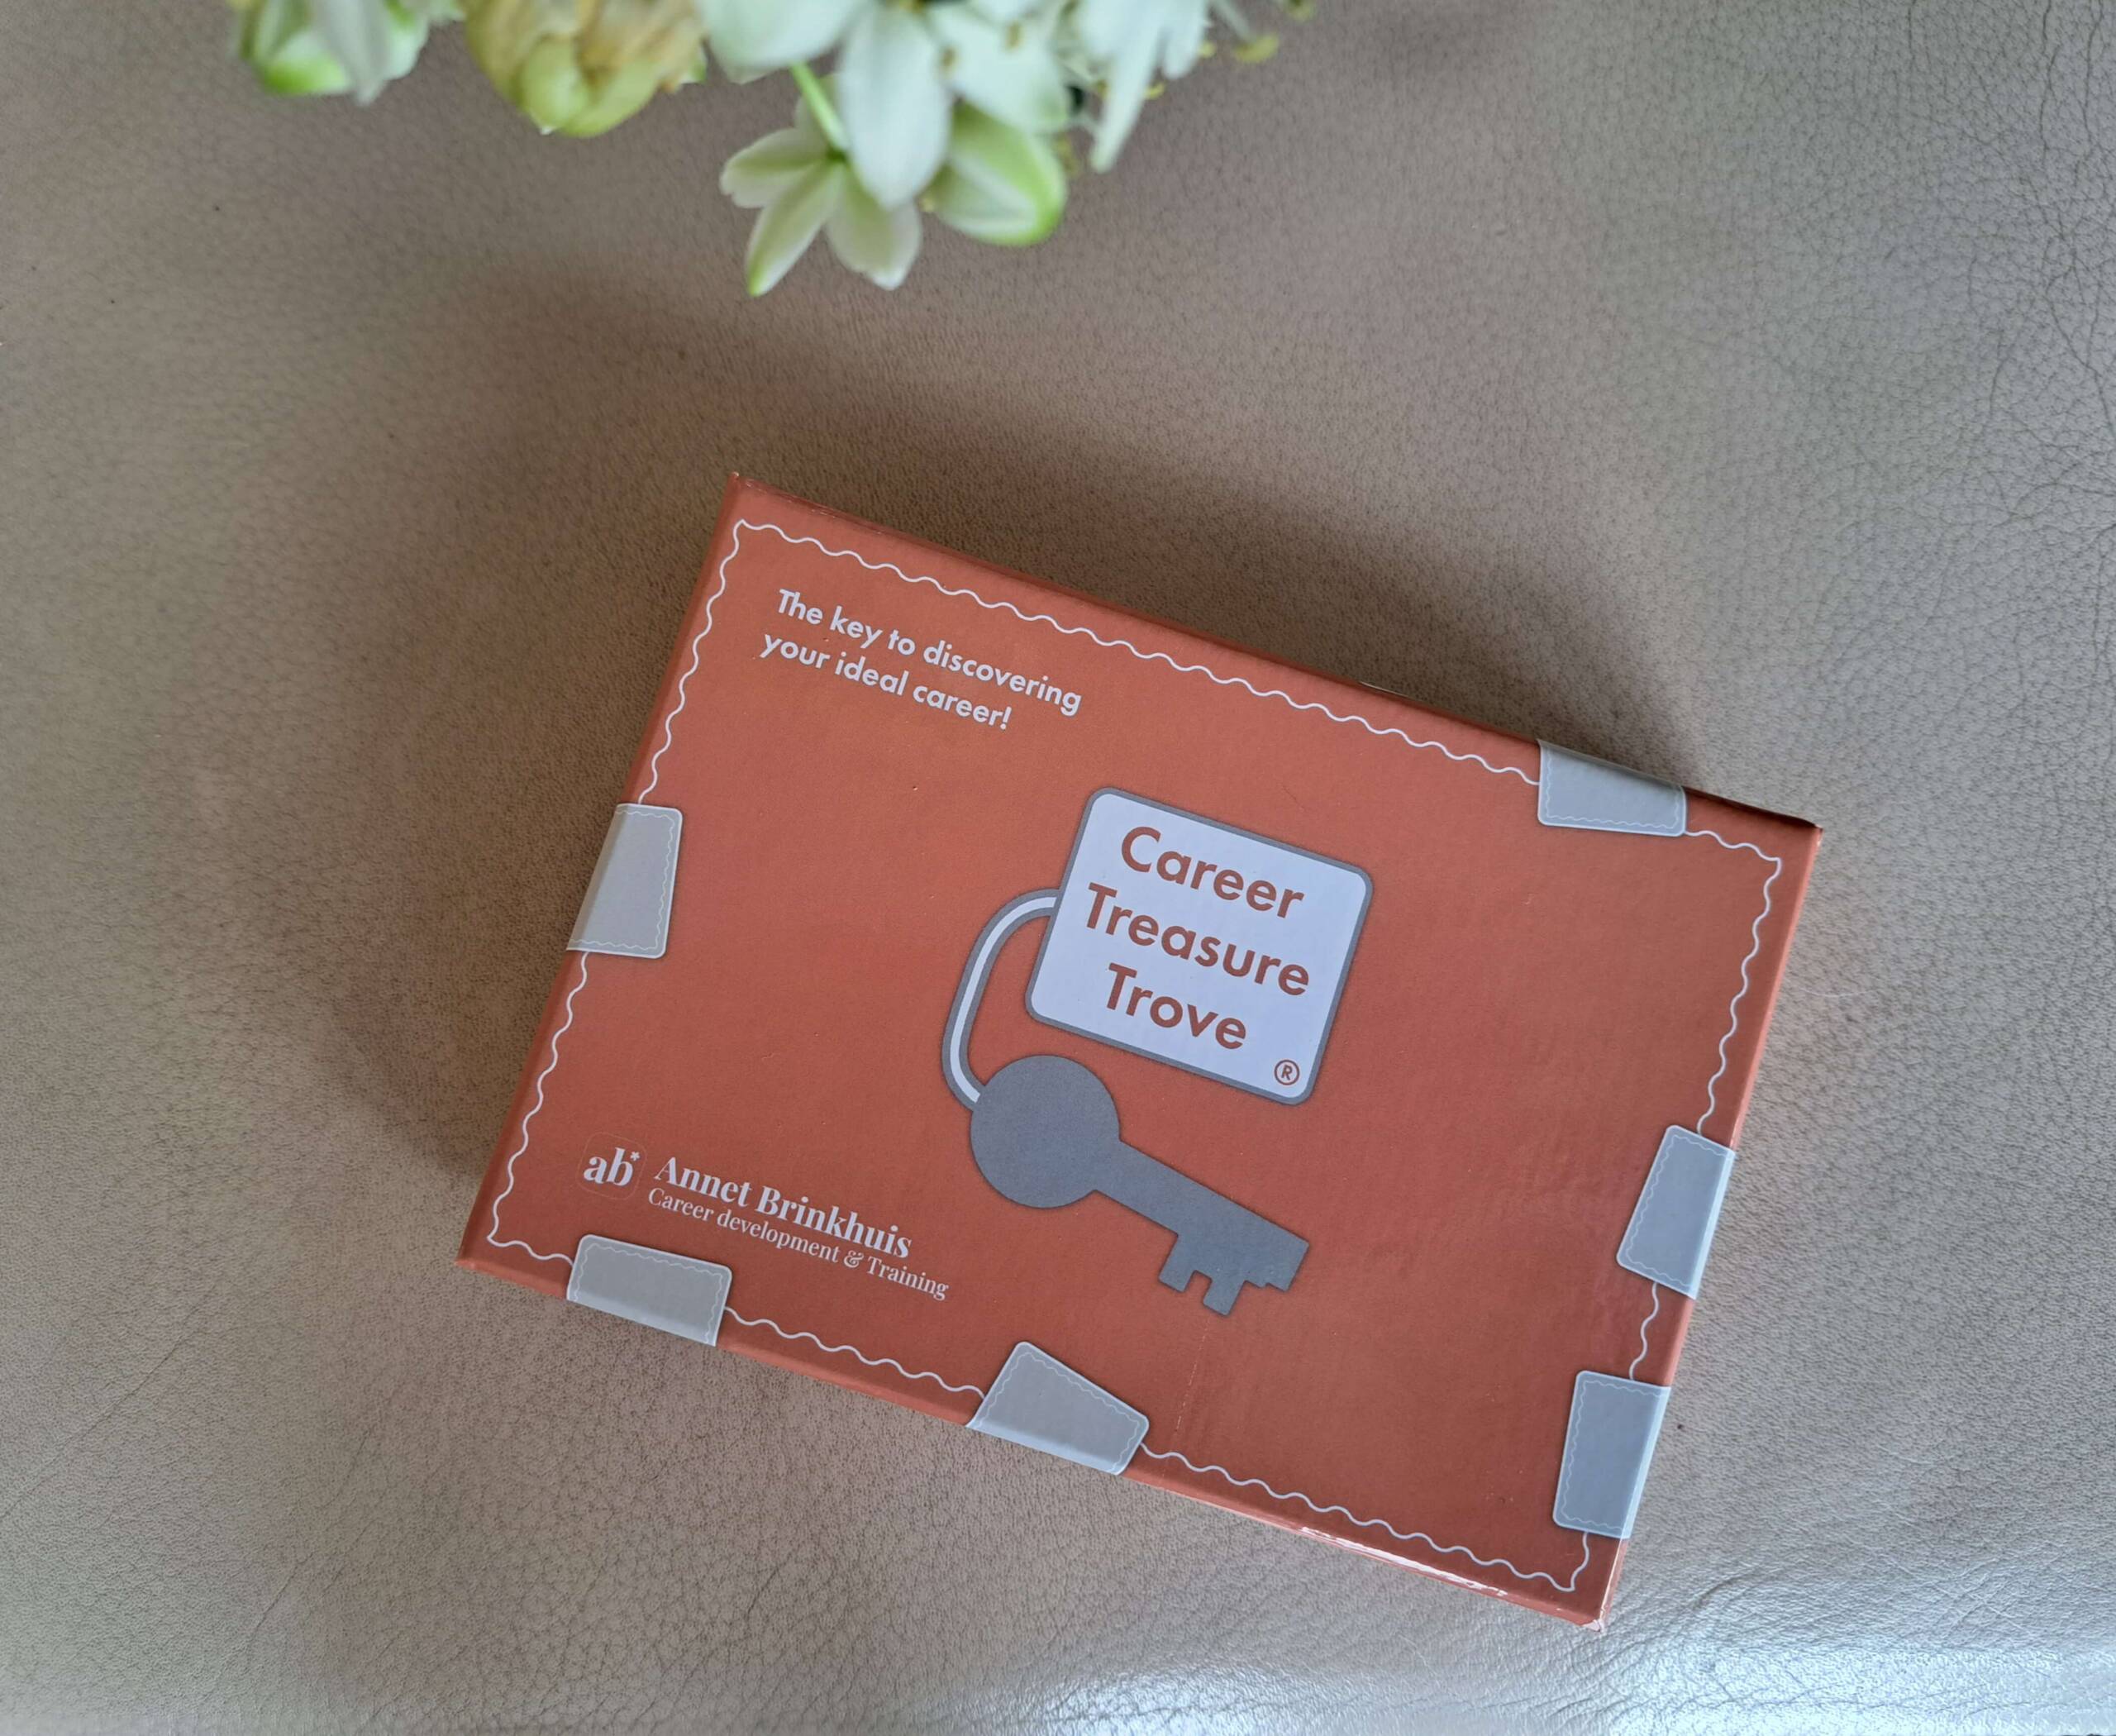 The key to discovering
your ideal career!
Career
Treasure
Trove
®
ab*
Annet Brinkhuis
Career development & Training